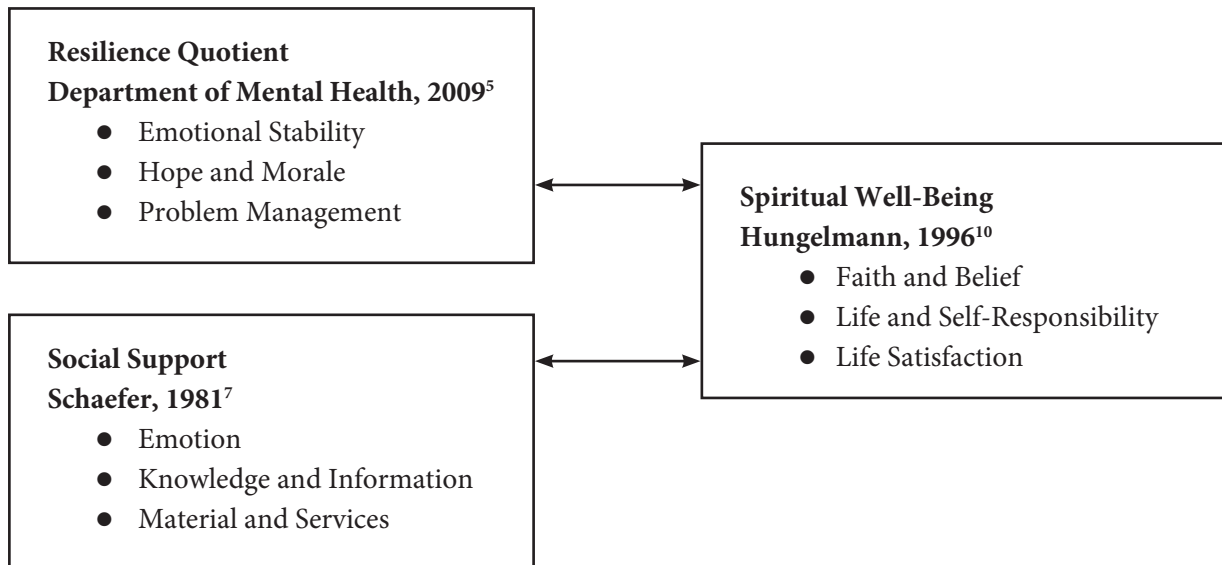 Resilience Quotient
Department of Mental Health, 2009⁵
● Emotional Stability
● Hope and Morale
● Problem Management
Spiritual Well-Being
Hungelmann, 1996¹⁰
● Faith and Belief
● Life and Self-Responsibility
● Life Satisfaction
Social Support
Schaefer, 1981⁷
● Emotion
● Knowledge and Information
● Material and Services